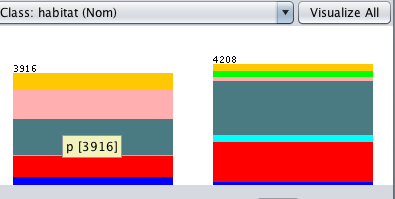 Class: habitat (Nom)
Visualize All
3916
4208
p [3916]